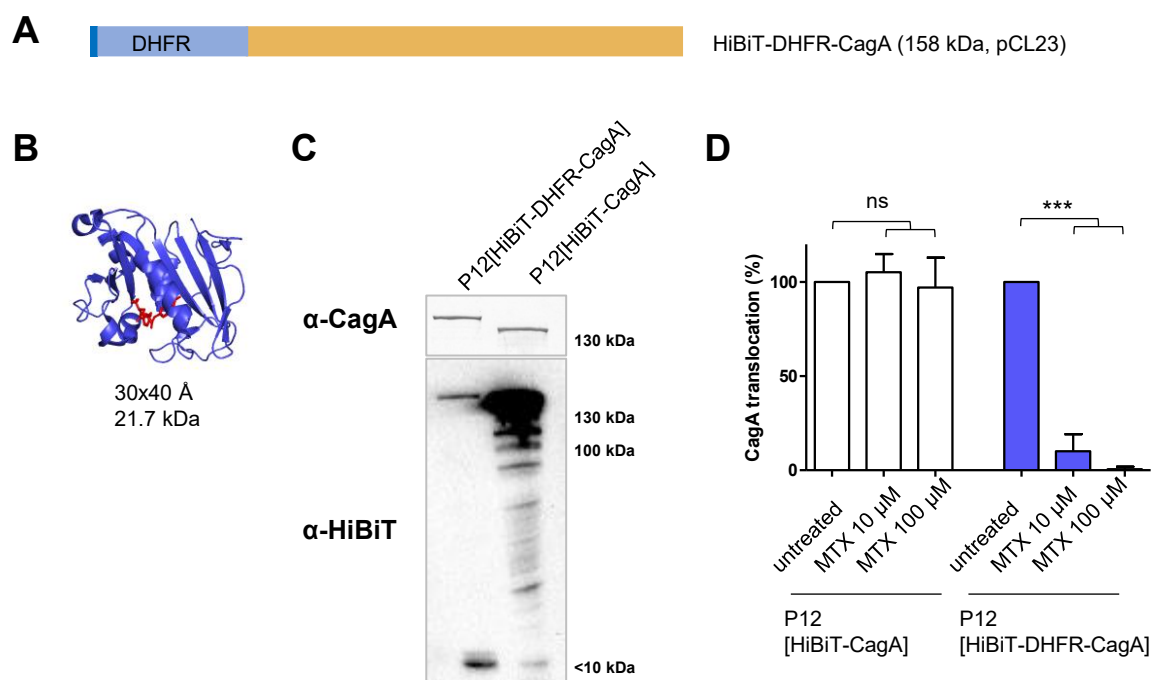 A
DHFR
HiBiT-DHFR-CagA (158 kDa, pCL23)
B
30x40 Å
21.7 kDa
C
P12[HiBiT-DHFR-CagA]
P12[HiBiT-CagA]
α-CagA
130 kDa
α-HiBiT
130 kDa
100 kDa
<10 kDa
D
ns
***
CagA translocation (%)
100
50
0
untreated
MTX 10 µM
MTX 100 µM
untreated
MTX 10 µM
MTX 100 µM
P12
[HiBiT-CagA]
P12
[HiBiT-DHFR-CagA]